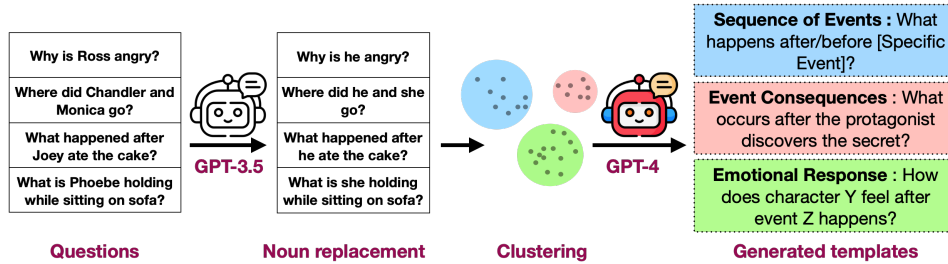 Why is Ross angry?
Where did Chandler and
Monica go?
What happened after
Joey ate the cake?
What is Phoebe holding
while sitting on sofa?
Questions
GPT-3.5
Why is he angry?
Where did he and she
go?
What happened after
he ate the cake?
What is she holding
while sitting on sofa?
Noun replacement
Clustering
GPT-4
Sequence of Events : What
happens after/before [Specific
Event]?
Event Consequences : What
occurs after the protagonist
discovers the secret?
Emotional Response : How
does character Y feel after
event Z happens?
Generated templates